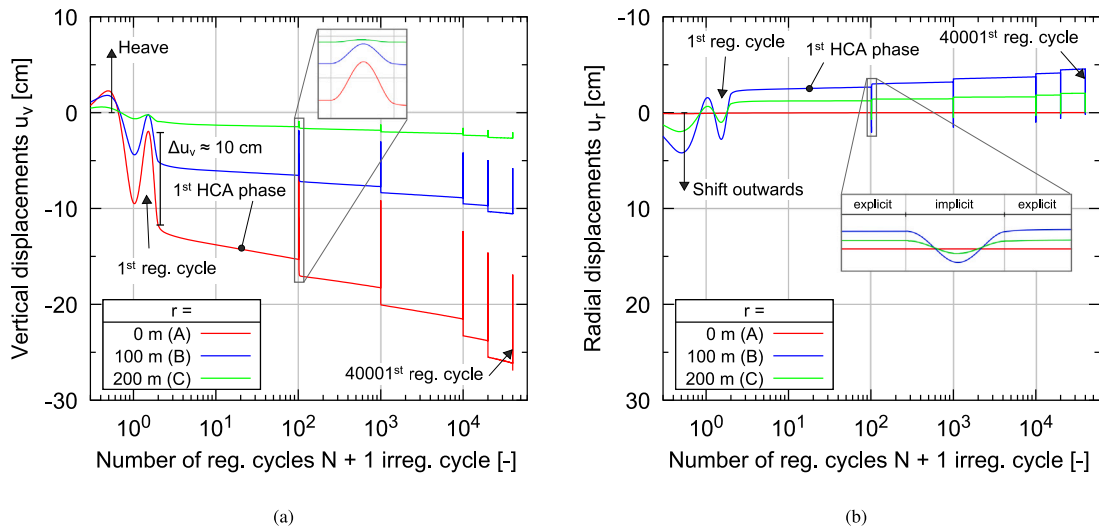 (a)
10
5
0
-10
-20
30
Vertical displacements u_v [cm]
Heave
Δu_v ≈ 10 cm
1st HCA phase
1st reg. cycle
40001st reg. cycle
r =
0 m (A)
100 m (B)
200 m (C)
10^0
10^1
10^2
10^3
10^4
Number of reg. cycles N + 1 irreg. cycle [-]
(a)
(b)
-10
0
10
20
30
Radial displacements u_r [cm]
1st reg. cycle
1st HCA phase
40001st reg. cycle
Shift outwards
explicit
implicit
explicit
r =
0 m (A)
100 m (B)
200 m (C)
10^0
10^1
10^2
10^3
10^4
Number of reg. cycles N + 1 irreg. cycle [-]
(b)